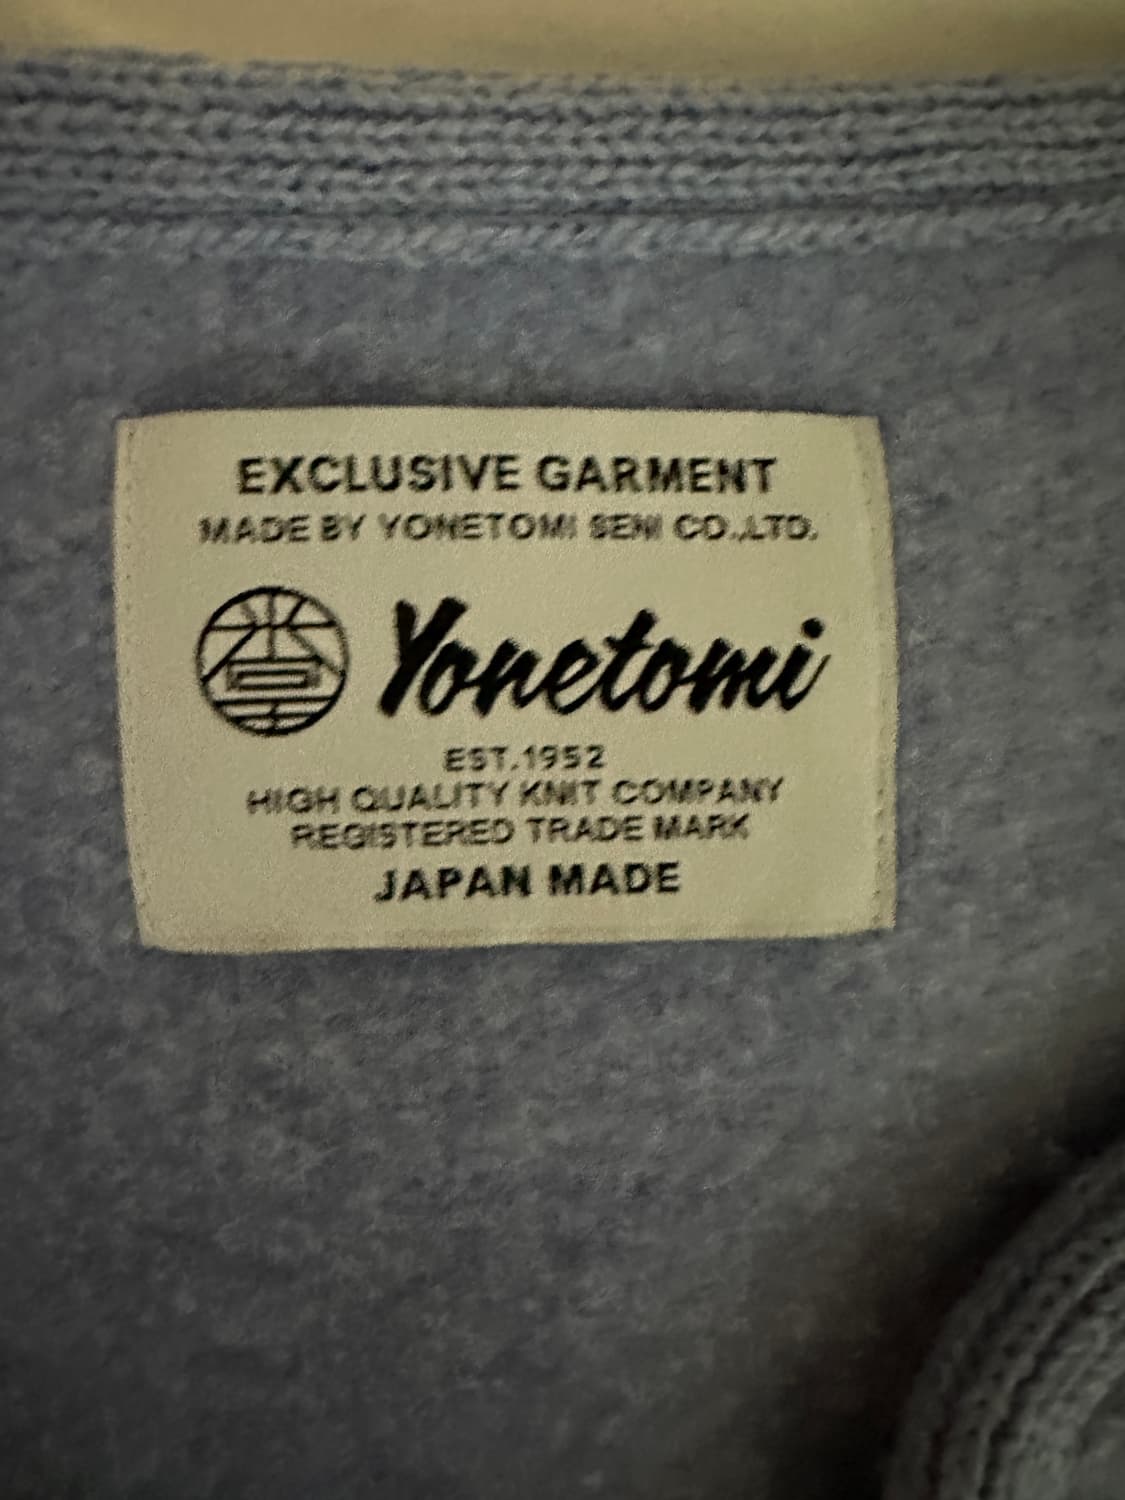 EXCLUSIVE GARMENT
MADE BY YONETOMI SENI CO.,LTD.
Yonetomi
EST.1952
HIGH QUALITY KNIT COMPANY
REGISTERED TRADE MARK
JAPAN MADE